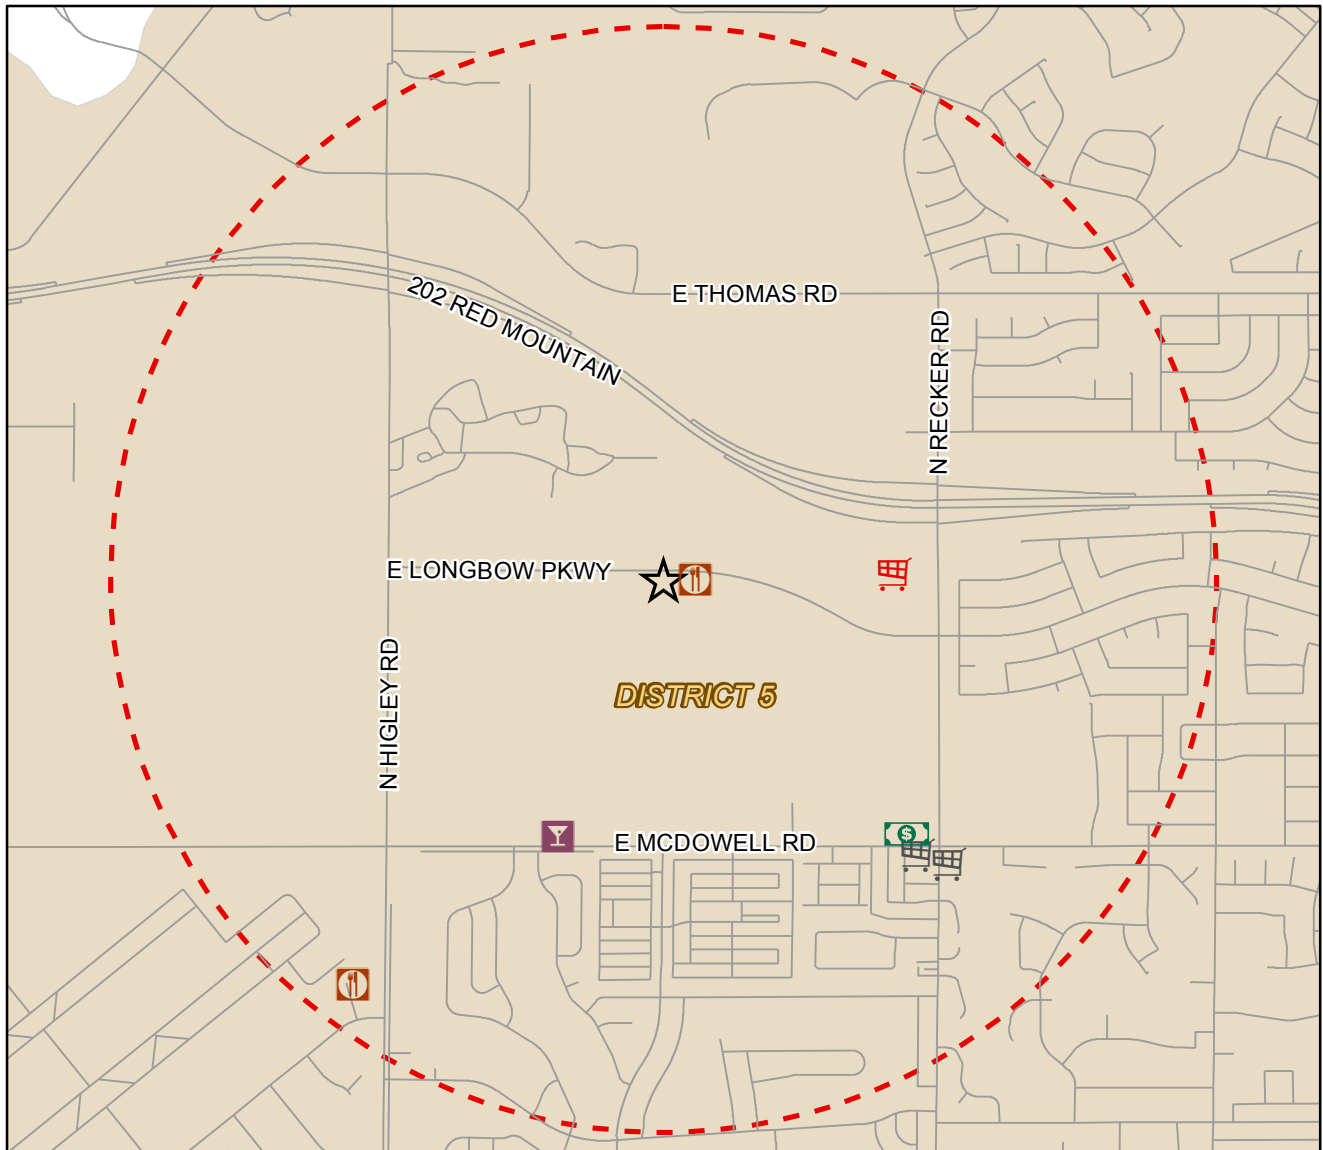 202 RED MOUNTAIN
E THOMAS RD
N RECKER RD
E LONGBOW PKWY
N HIGLEY RD
DISTRICT 5
$
E MCDOWELL RD